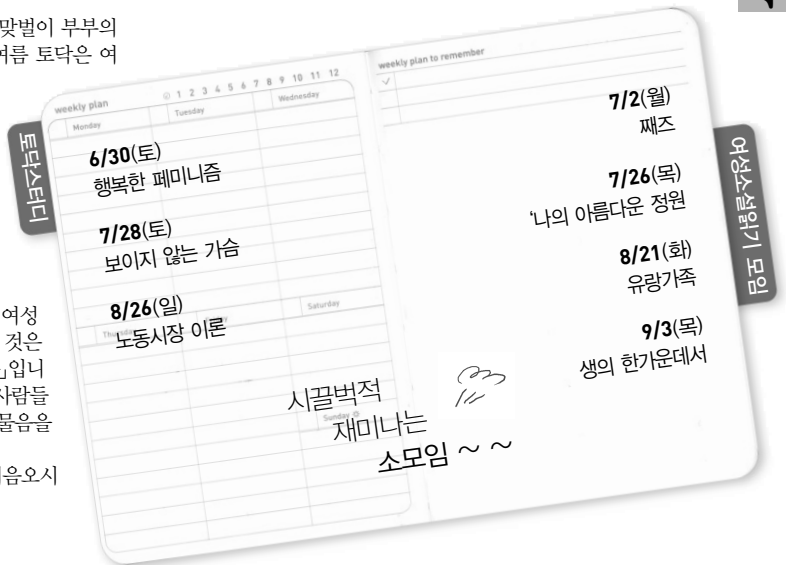 맞벌이 부부의
여름 토닥은 여
여성
것은
』입니
사람들
물음을
음오시
토닥스터디
weekly plan
1 2 3 4 5 6 7 8 9 10 11 12
Monday Tuesday Wednesday
6/30(토)
행복한 페미니즘
7/28(토)
보이지 않는 가슴
8/26(일)
노동시장 이론
Saturday
Sunday
weekly plan to remember
7/2(월)
째즈
7/26(목)
'나의 아름다운 정원
8/21(화)
유랑가족
9/3(목)
생의 한가운데서
여성소설읽기 모임
시끌벅적
재미나는
소모임 ~ ~